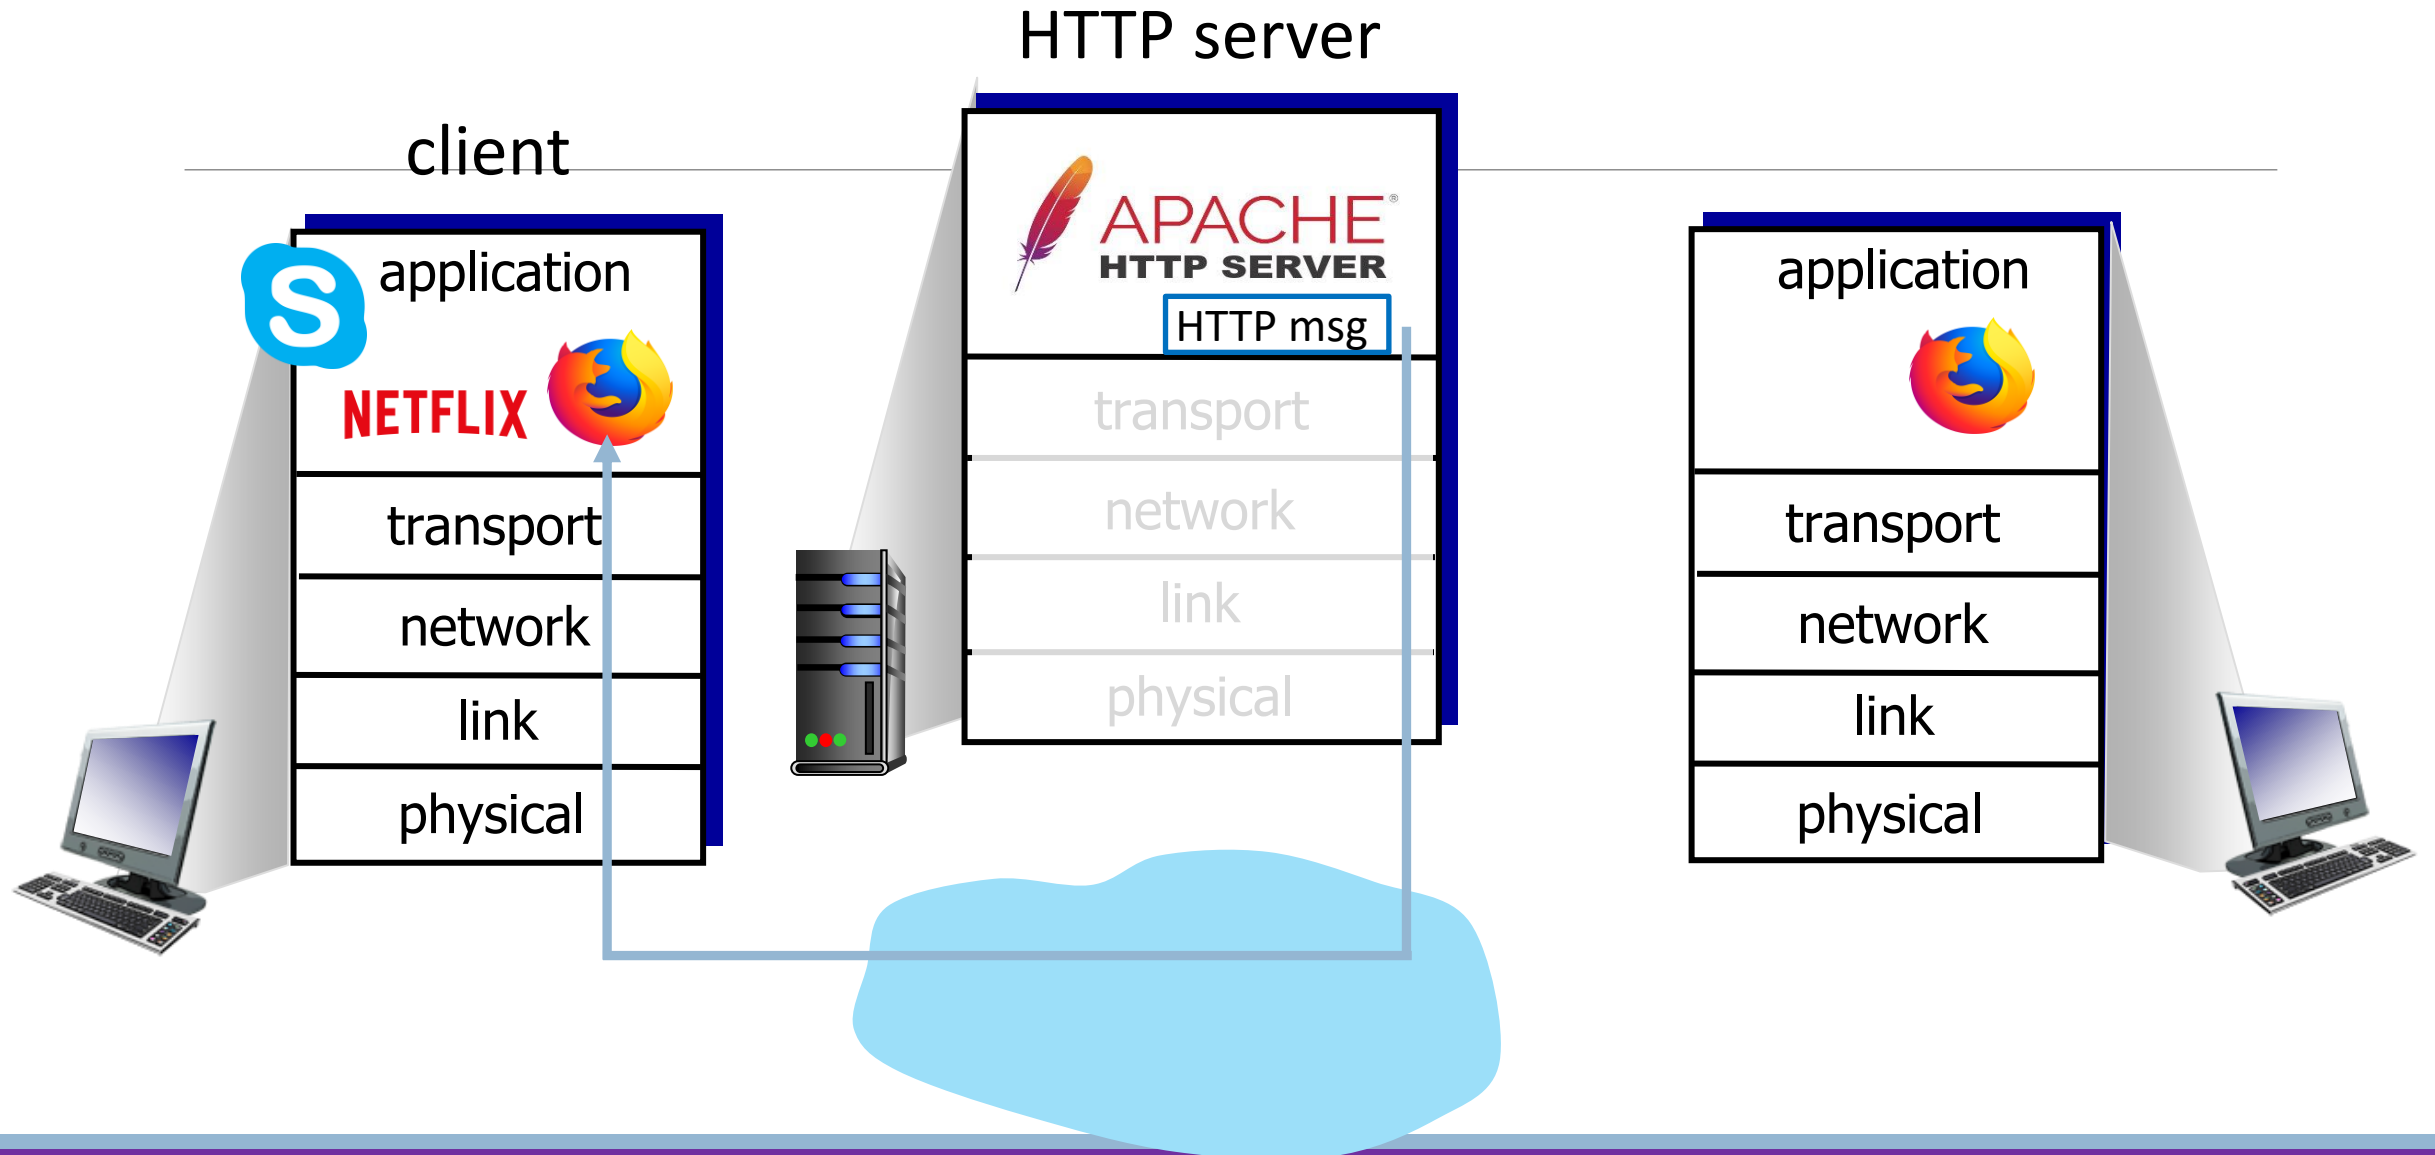 HTTP server
client
APACHE®
HTTP SERVER
HTTP msg
transport
network
link
physical
S
application
NETFLIX
transport
network
link
physical
application
transport
network
link
physical